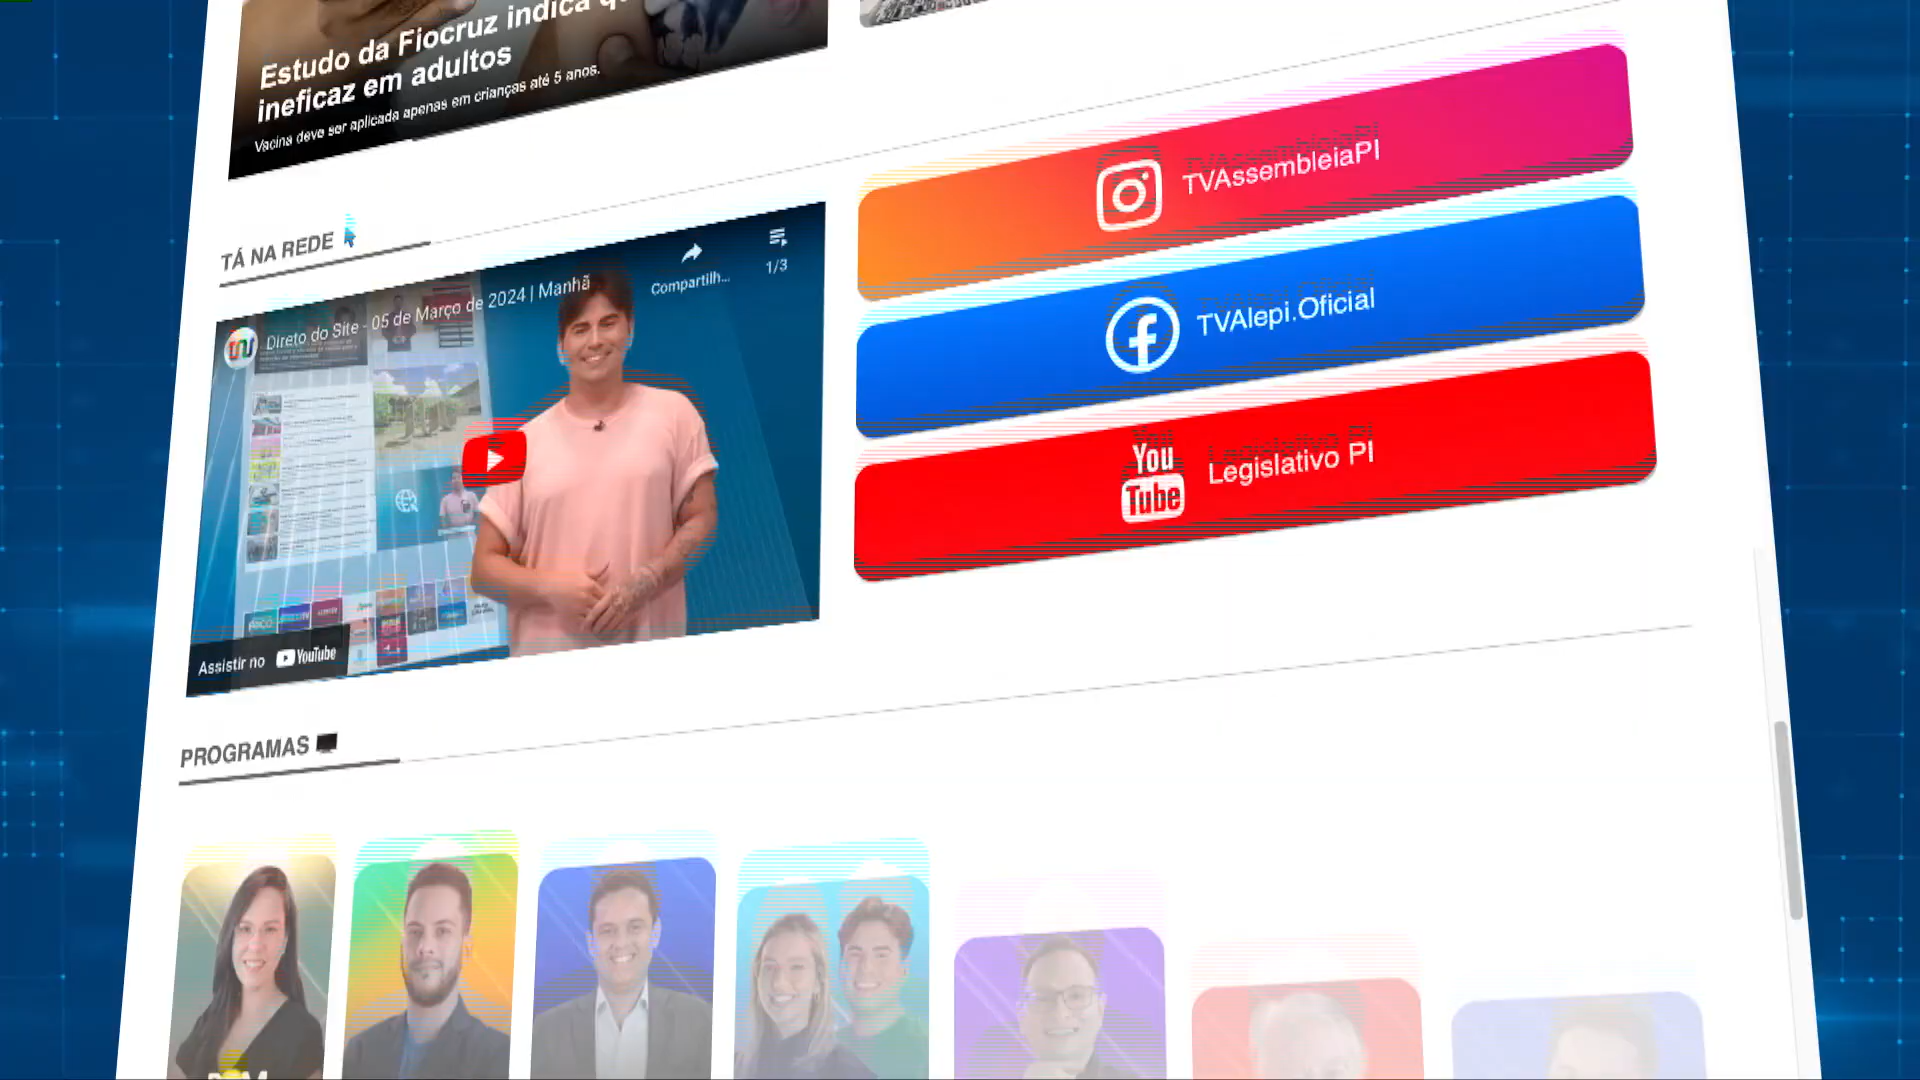 Estudo da Fiocruz indica
ineficaz em adultos
Vacina deve ser aplicada apenas em crianças até 5 anos.
TÁ NA REDE
Direto do Site - 05 de Março de 2024 | Manhã
Compartilh...
1/3
Assistir no YouTube
TVAssembleiaPI
TVAlepi.Oficial
You
Tube
Legislativo PI
PROGRAMAS